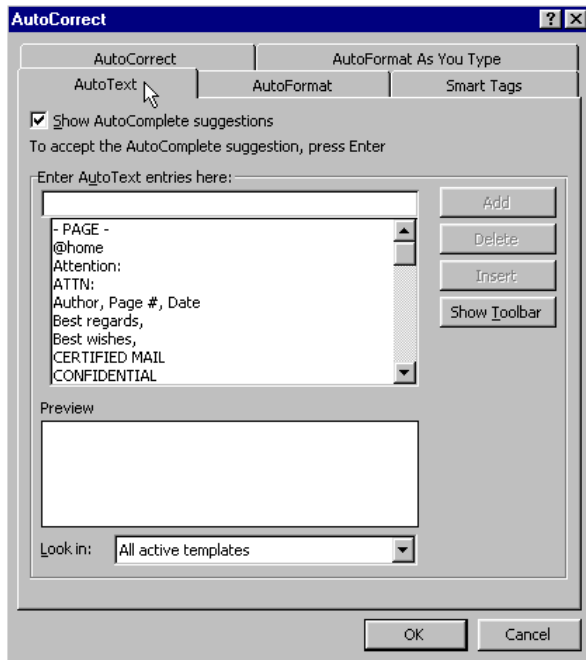 AutoCorrect
AutoCorrect
AutoFormat As You Type
AutoText
AutoFormat
Smart Tags
Show AutoComplete suggestions
To accept the AutoComplete suggestion, press Enter
Enter AutoText entries here:
Add
- PAGE -
@home
Attention:
ATTN:
Author, Page #, Date
Best regards,
Best wishes,
CERTIFIED MAIL
CONFIDENTIAL
Delete
Insert
Show Toolbar
Preview
Look in:
All active templates
OK
Cancel